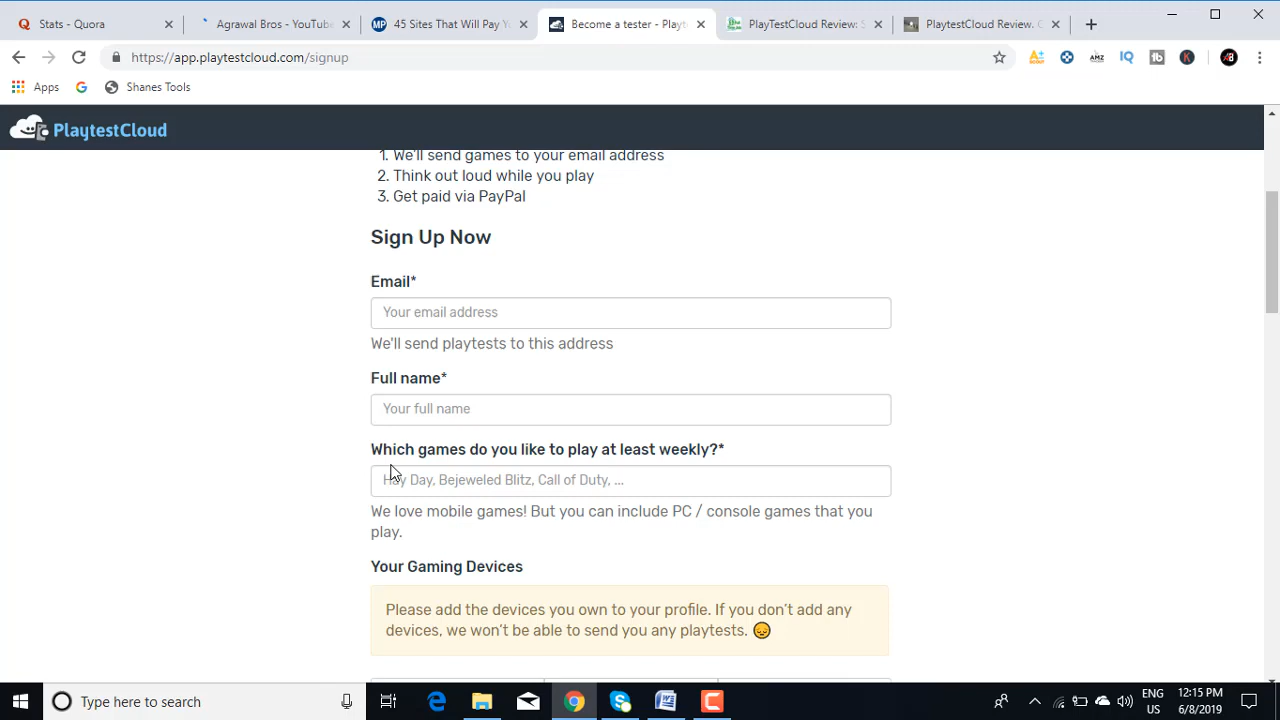 Stats - Quora
Agrawal Bros - YouTube
45 Sites That Will Pay Y
Become a tester - Playte
PlayTestCloud Review: S
PlaytestCloud Review. C
https://app.playtestcloud.com/signup
Apps
Shanes Tools
PlaytestCloud
1. We'll send games to your email address
2. Think out loud while you play
3. Get paid via PayPal
Sign Up Now
Email*
Your email address
We'll send playtests to this address
Full name*
Your full name
Which games do you like to play at least weekly?*
Hay Day, Bejeweled Blitz, Call of Duty, ...
We love mobile games! But you can include PC / console games that you
play.
Your Gaming Devices
Please add the devices you own to your profile. If you don't add any
devices, we won't be able to send you any playtests. 😞
Type here to search
ENG
US
12:15 PM
6/8/2019